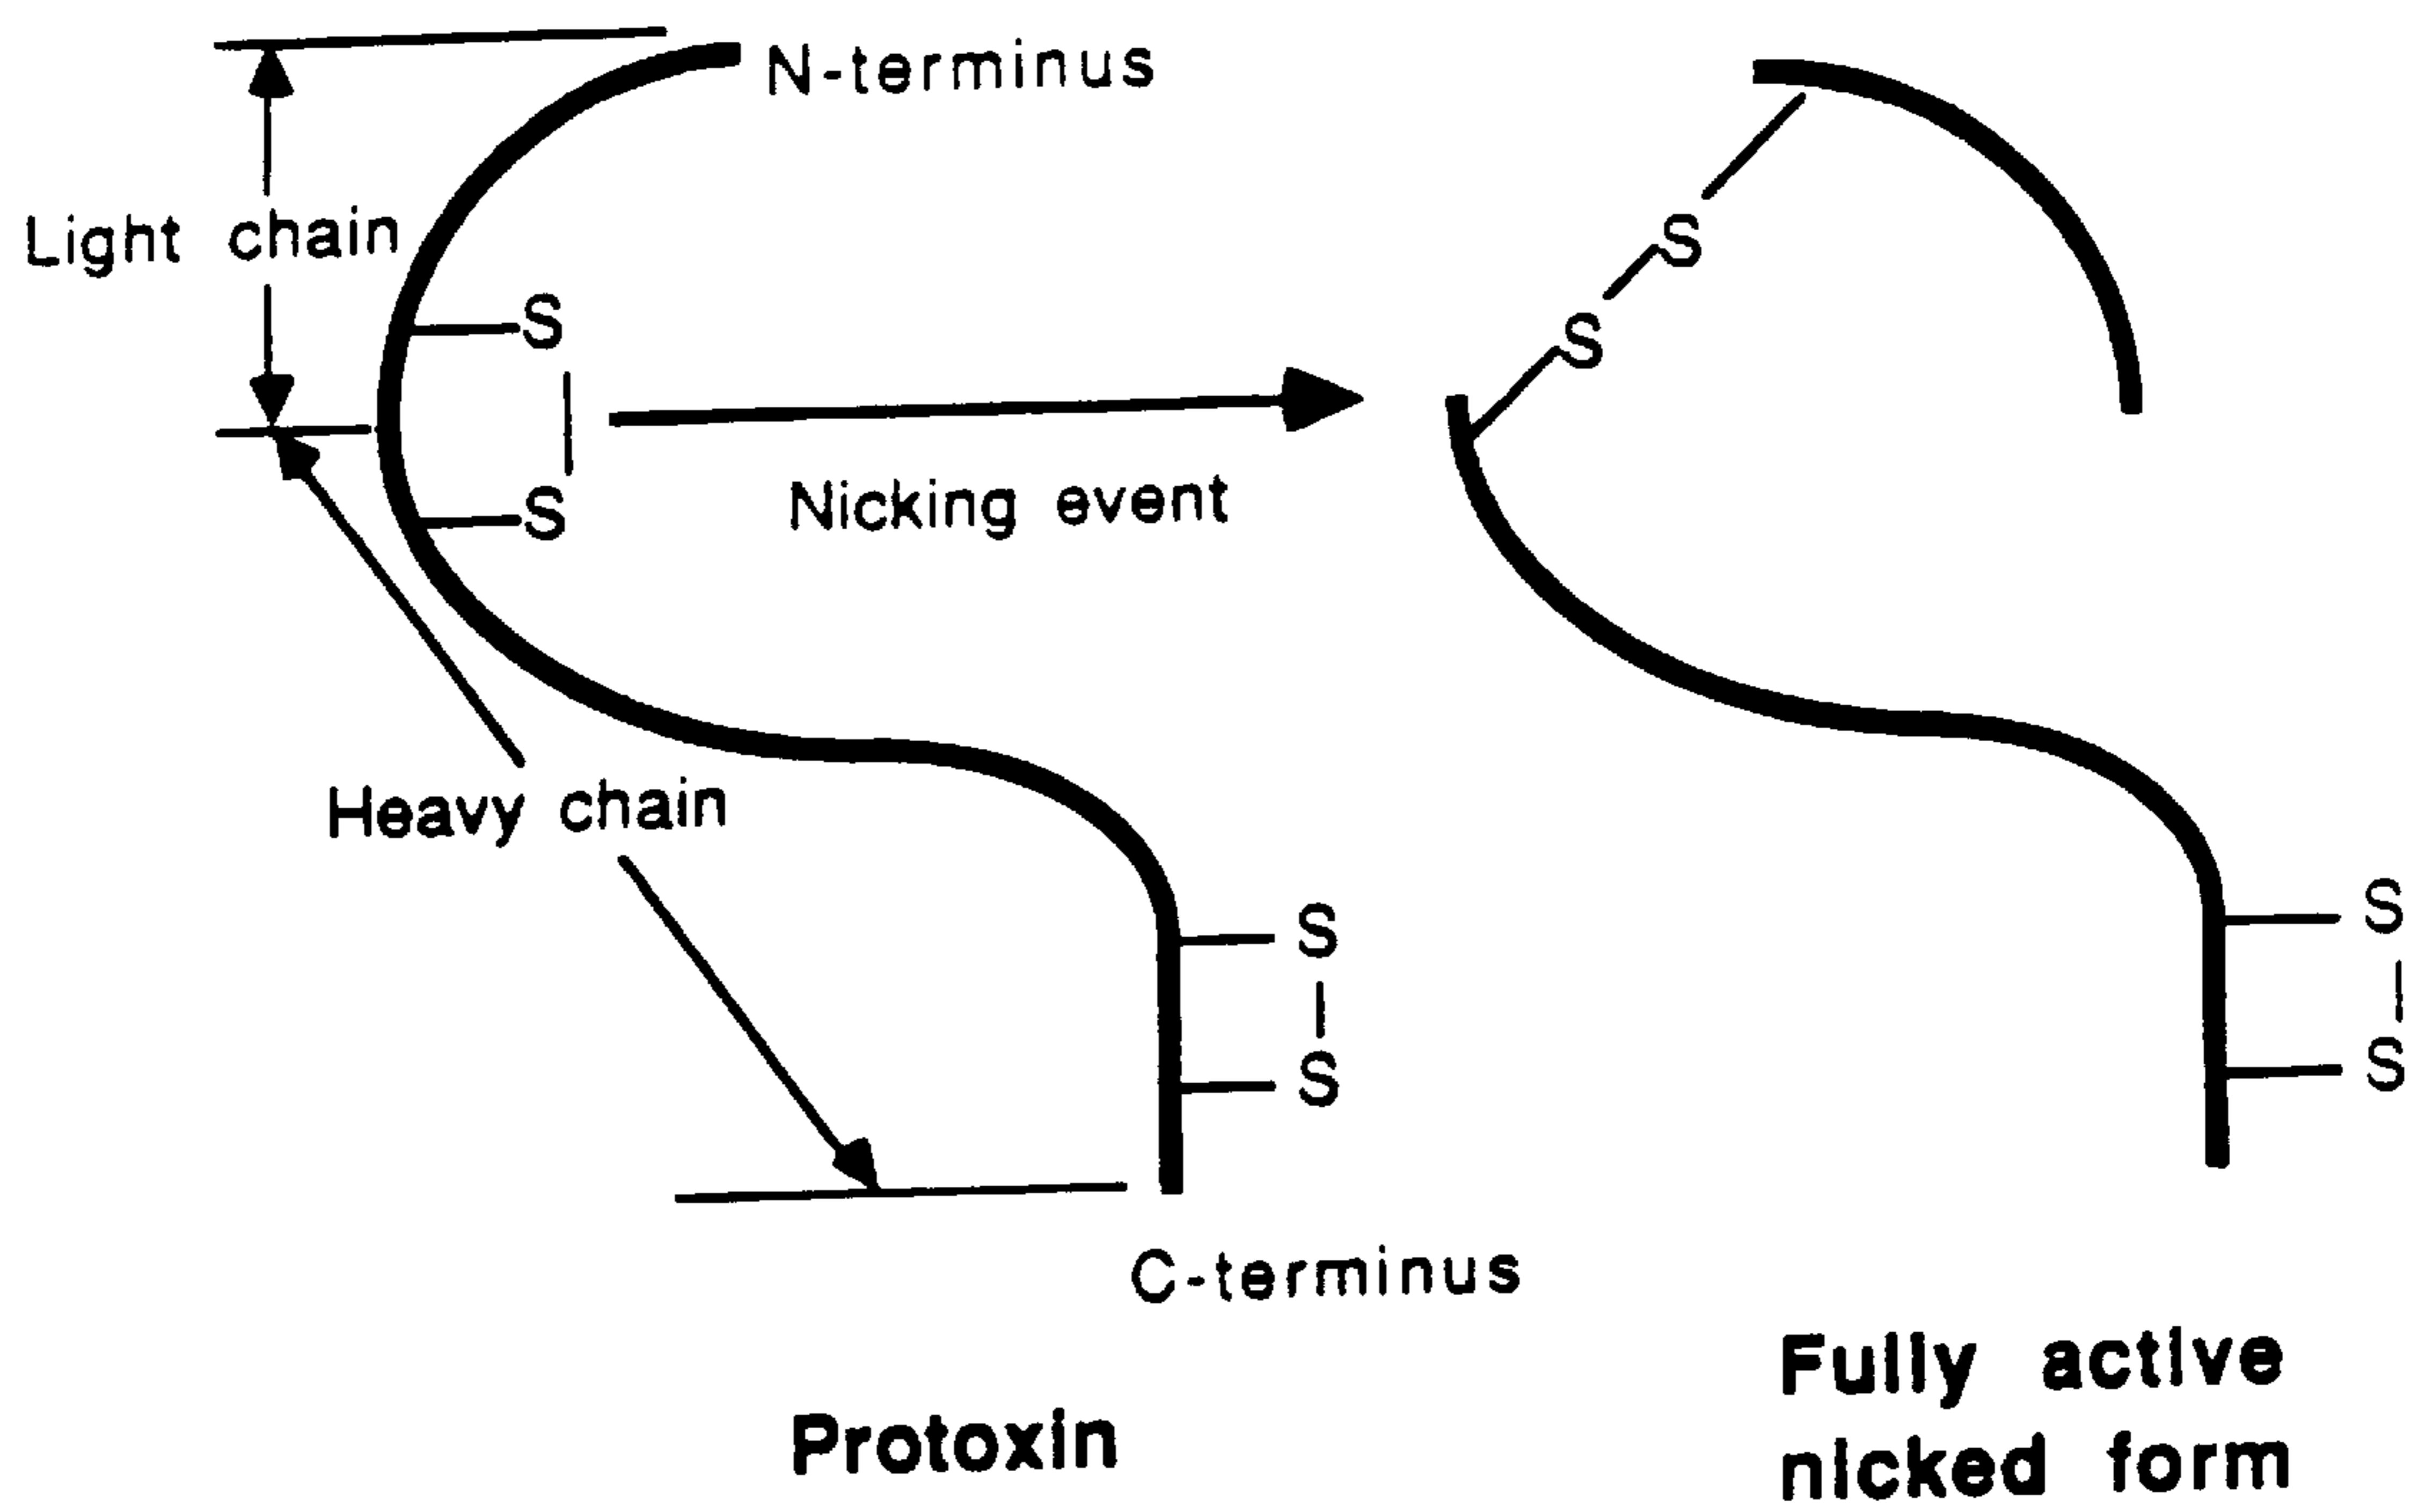 N-terminus
Light chain
S
S
Nicking event
S
S
Heavy chain
S
S
S
S
C-terminus
Protoxin
Fully active
nicked form